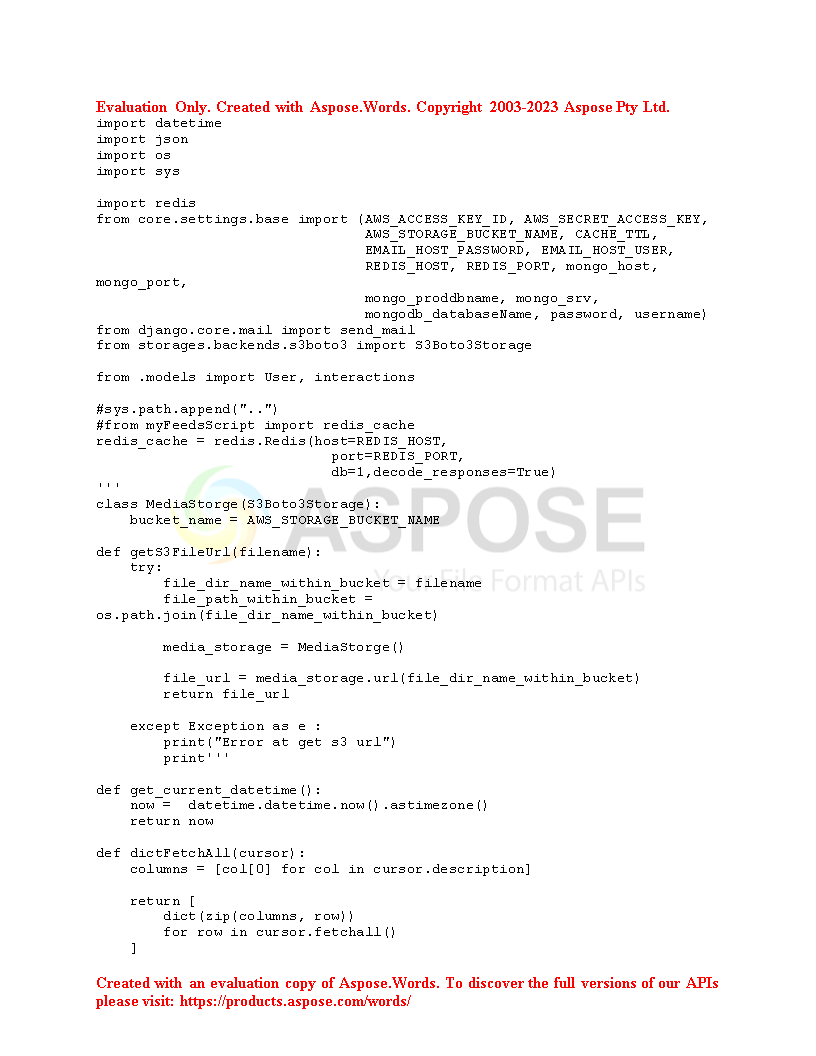 Evaluation Only. Created with Aspose.Words. Copyright 2003-2023 Aspose Pty Ltd.
import datetime
import json
import os
import sys

import redis
from core.settings.base import (AWS_ACCESS_KEY_ID, AWS_SECRET_ACCESS_KEY,
                                AWS_STORAGE_BUCKET_NAME, CACHE_TTL,
                                EMAIL_HOST_PASSWORD, EMAIL_HOST_USER,
                                REDIS_HOST, REDIS_PORT, mongo_host,
mongo_port,
                                mongo_proddbname, mongo_srv,
                                mongodb_databaseName, password, username)
from django.core.mail import send_mail
from storages.backends.s3boto3 import S3Boto3Storage

from .models import User, interactions

#sys.path.append("..")
#from myFeedsScript import redis_cache
redis_cache = redis.Redis(host=REDIS_HOST,
                            port=REDIS_PORT,
                            db=1,decode_responses=True)
'''
class MediaStorge(S3Boto3Storage):
    bucket_name = AWS_STORAGE_BUCKET_NAME

def getS3FileUrl(filename):
    try:
        file_dir_name_within_bucket = filename
        file_path_within_bucket =
os.path.join(file_dir_name_within_bucket)

        media_storage = MediaStorge()

        file_url = media_storage.url(file_dir_name_within_bucket)
        return file_url

    except Exception as e :
        print("Error at get s3 url")
        print'''

def get_current_datetime():
    now =  datetime.datetime.now().astimezone()
    return now

def dictFetchAll(cursor):
    columns = [col[0] for col in cursor.description]

    return [
        dict(zip(columns, row))
        for row in cursor.fetchall()
    ]

ASPOSE
Your File Format APIs
Created with an evaluation copy of Aspose.Words. To discover the full versions of our APIs
please visit: https://products.aspose.com/words/